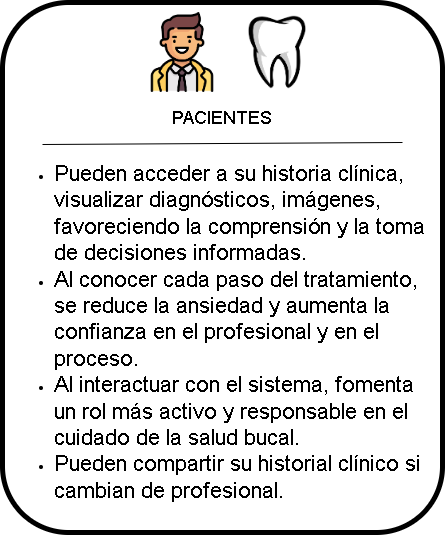 PACIENTES
• Pueden acceder a su historia clínica,
visualizar diagnósticos, imágenes,
favoreciendo la comprensión y la toma
de decisiones informadas.
• Al conocer cada paso del tratamiento,
se reduce la ansiedad y aumenta la
confianza en el profesional y en el
proceso.
• Al interactuar con el sistema, fomenta
un rol más activo y responsable en el
cuidado de la salud bucal.
• Pueden compartir su historial clínico si
cambian de profesional.